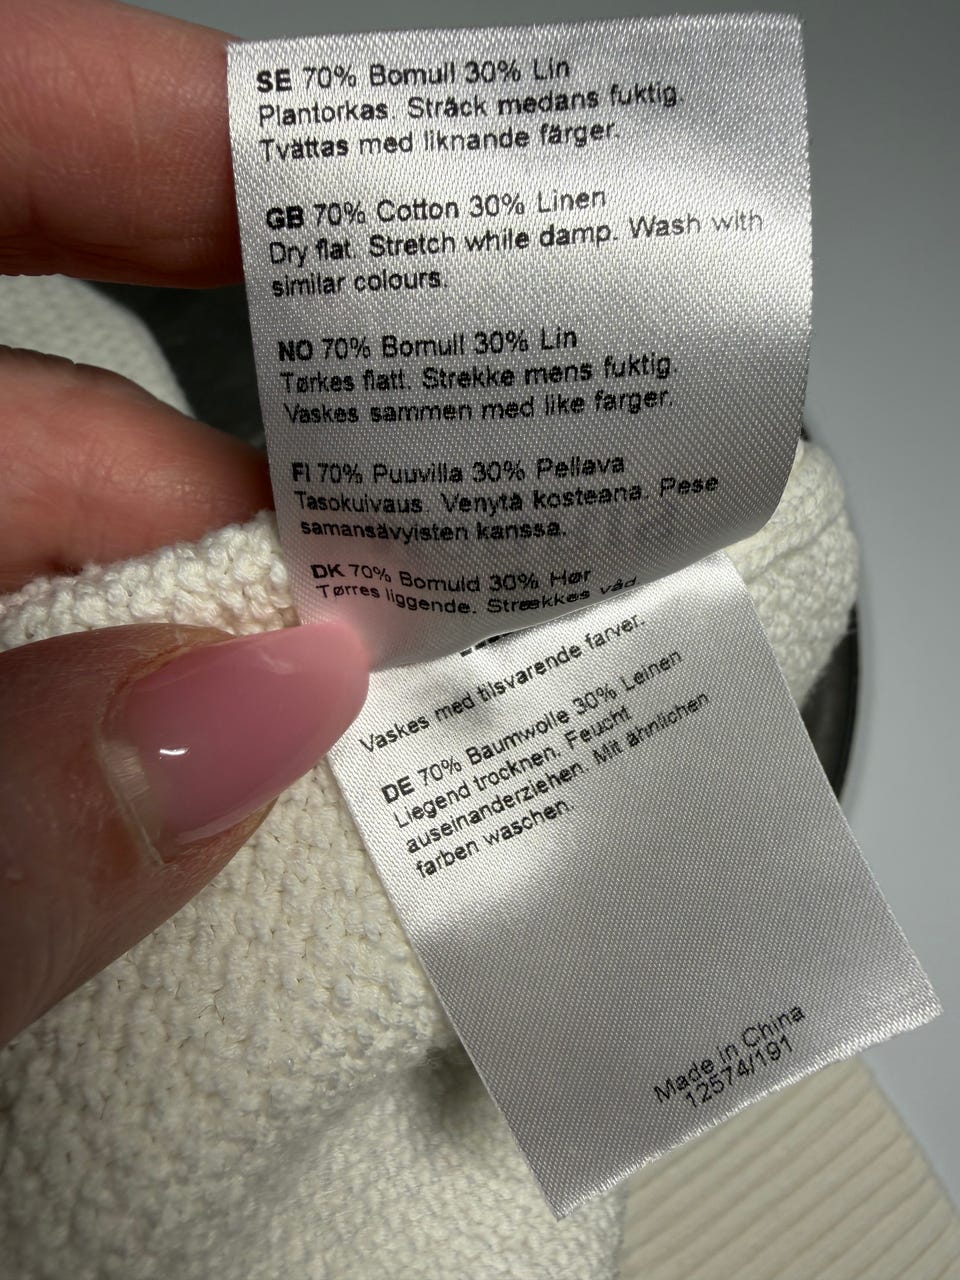 SE 70% Bomull 30% Lin
Plantorkas. Sträck medans fuktig.
Tvättas med liknande färger.
GB 70% Cotton 30% Linen
Dry flat. Stretch while damp. Wash with
similar colours.
NO 70% Bomull 30% Lin
Tørkes flatt. Strekke mens fuktig.
Vaskes sammen med like farger.
FI 70% Puuvilla 30% Pellava
Tasokuivaus. Venytä kosteana. Pese
samansävyisten kanssa.
DK 70% Bomuld 30% Hør
Tørres liggende. Strækkes våd
Vaskes med tilsvarende farver.
DE 70% Baumwolle 30% Leinen
Liegend trocknen. Feucht
auseinanderziehen. Mit ähnlichen
farben waschen.
Made in China
12574/191